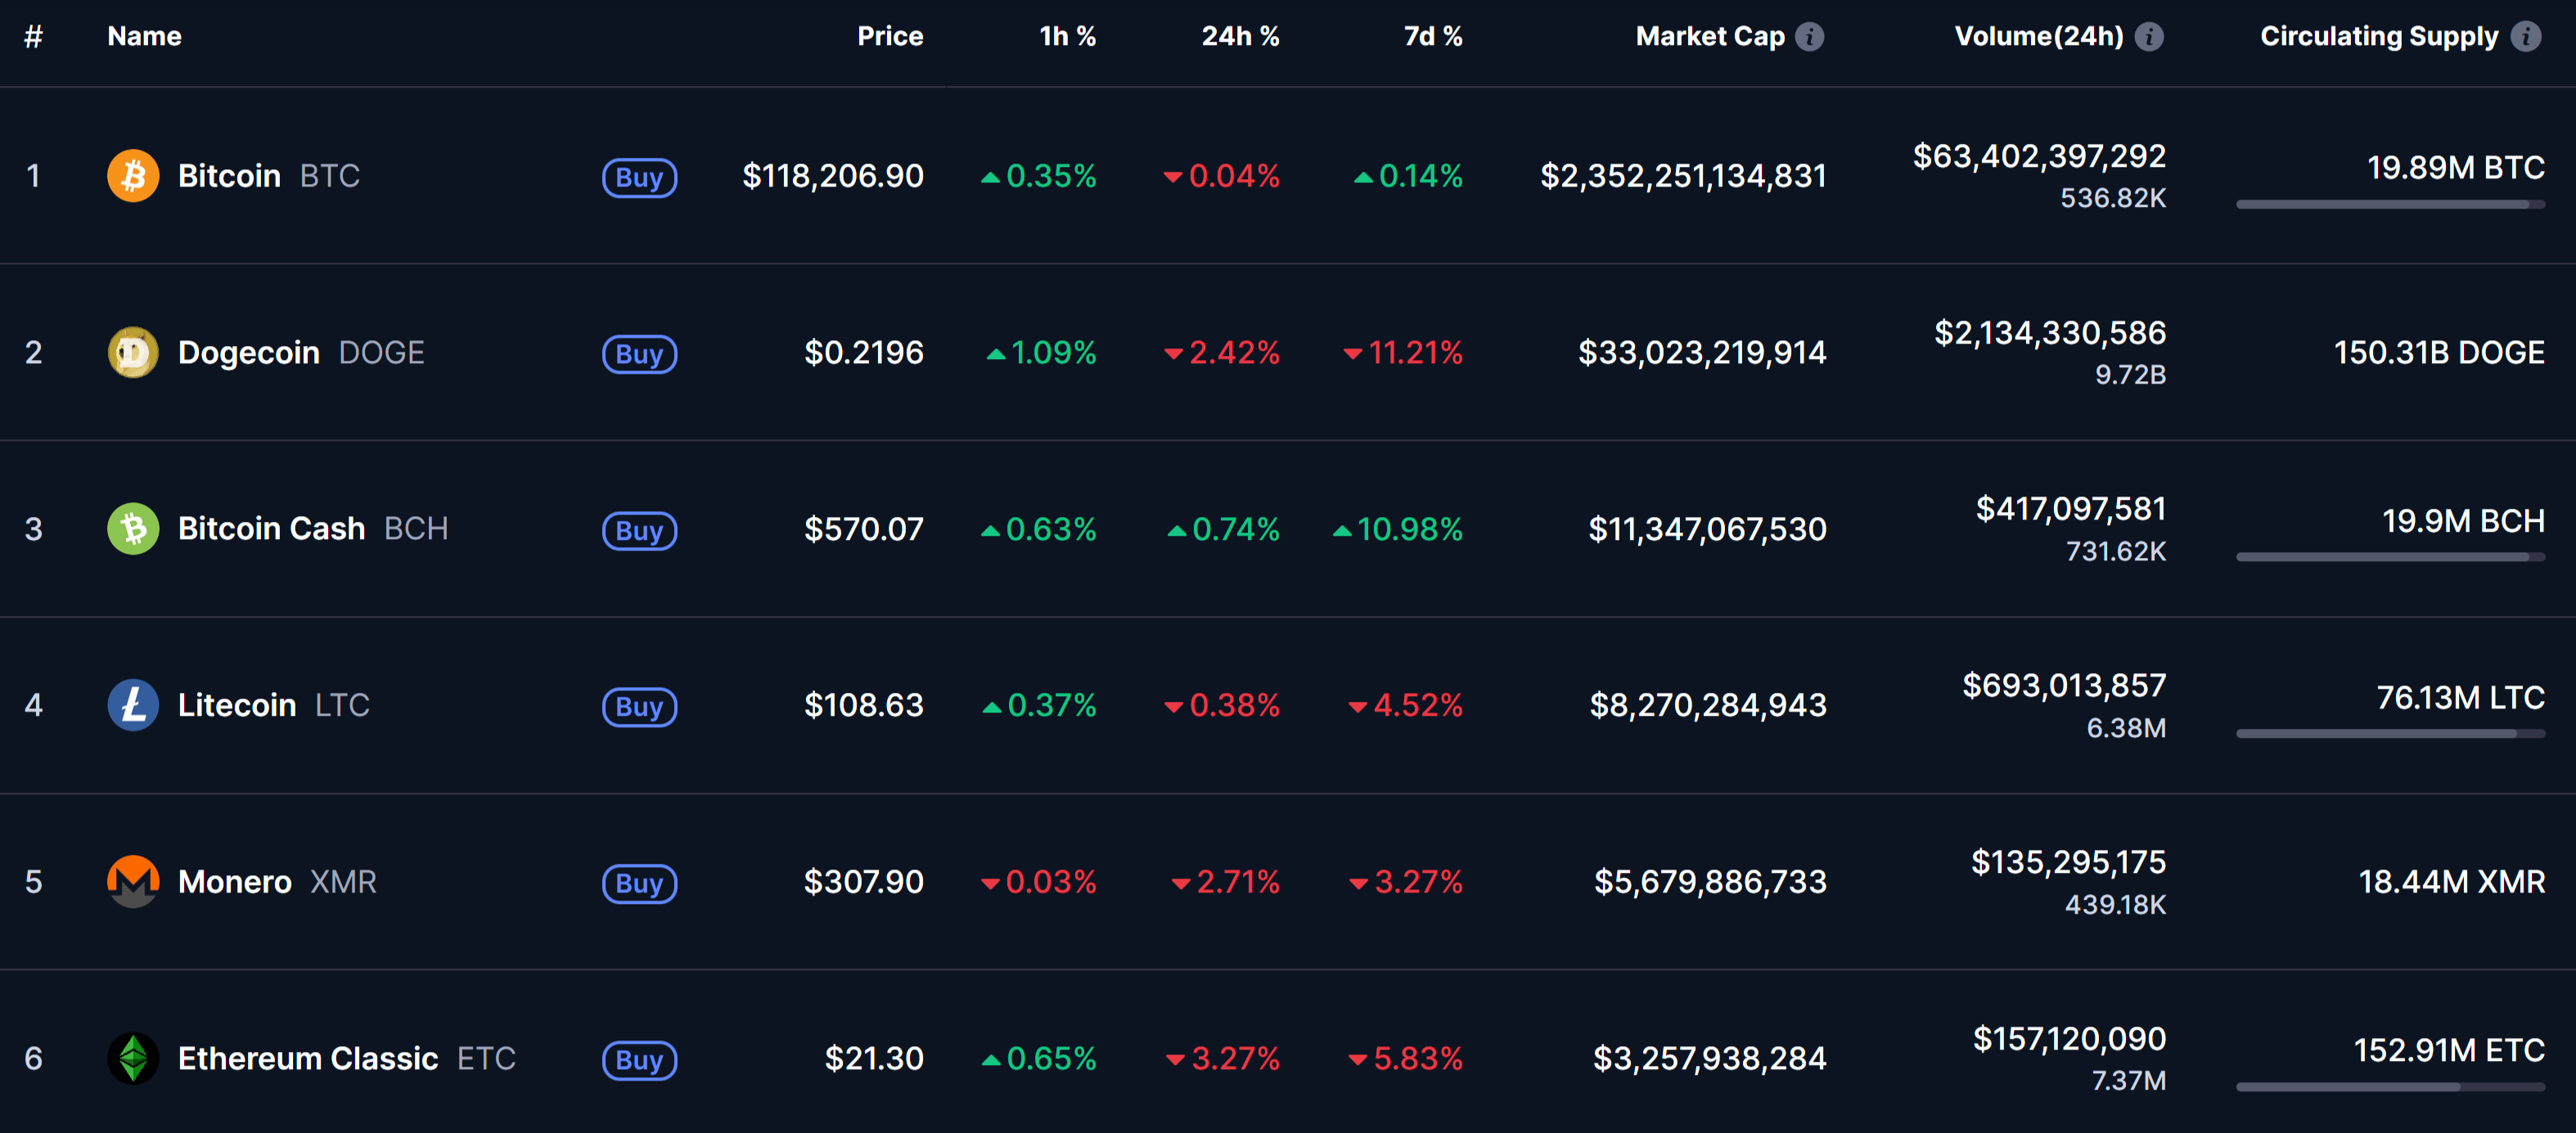 # Name Price 1h % 24h % 7d % Market Cap Volume(24h) Circulating Supply
1 Bitcoin BTC Buy $118,206.90 0.35% 0.04% 0.14% $2,352,251,134,831 $63,402,397,292 19.89M BTC
536.82K
2 Dogecoin DOGE Buy $0.2196 1.09% 2.42% 11.21% $33,023,219,914 $2,134,330,586 150.31B DOGE
9.72B
3 Bitcoin Cash BCH Buy $570.07 0.63% 0.74% 10.98% $11,347,067,530 $417,097,581 19.9M BCH
731.62K
4 Litecoin LTC Buy $108.63 0.37% 0.38% 4.52% $8,270,284,943 $693,013,857 76.13M LTC
6.38M
5 Monero XMR Buy $307.90 0.03% 2.71% 3.27% $5,679,886,733 $135,295,175 18.44M XMR
439.18K
6 Ethereum Classic ETC Buy $21.30 0.65% 3.27% 5.83% $3,257,938,284 $157,120,090 152.91M ETC
7.37M